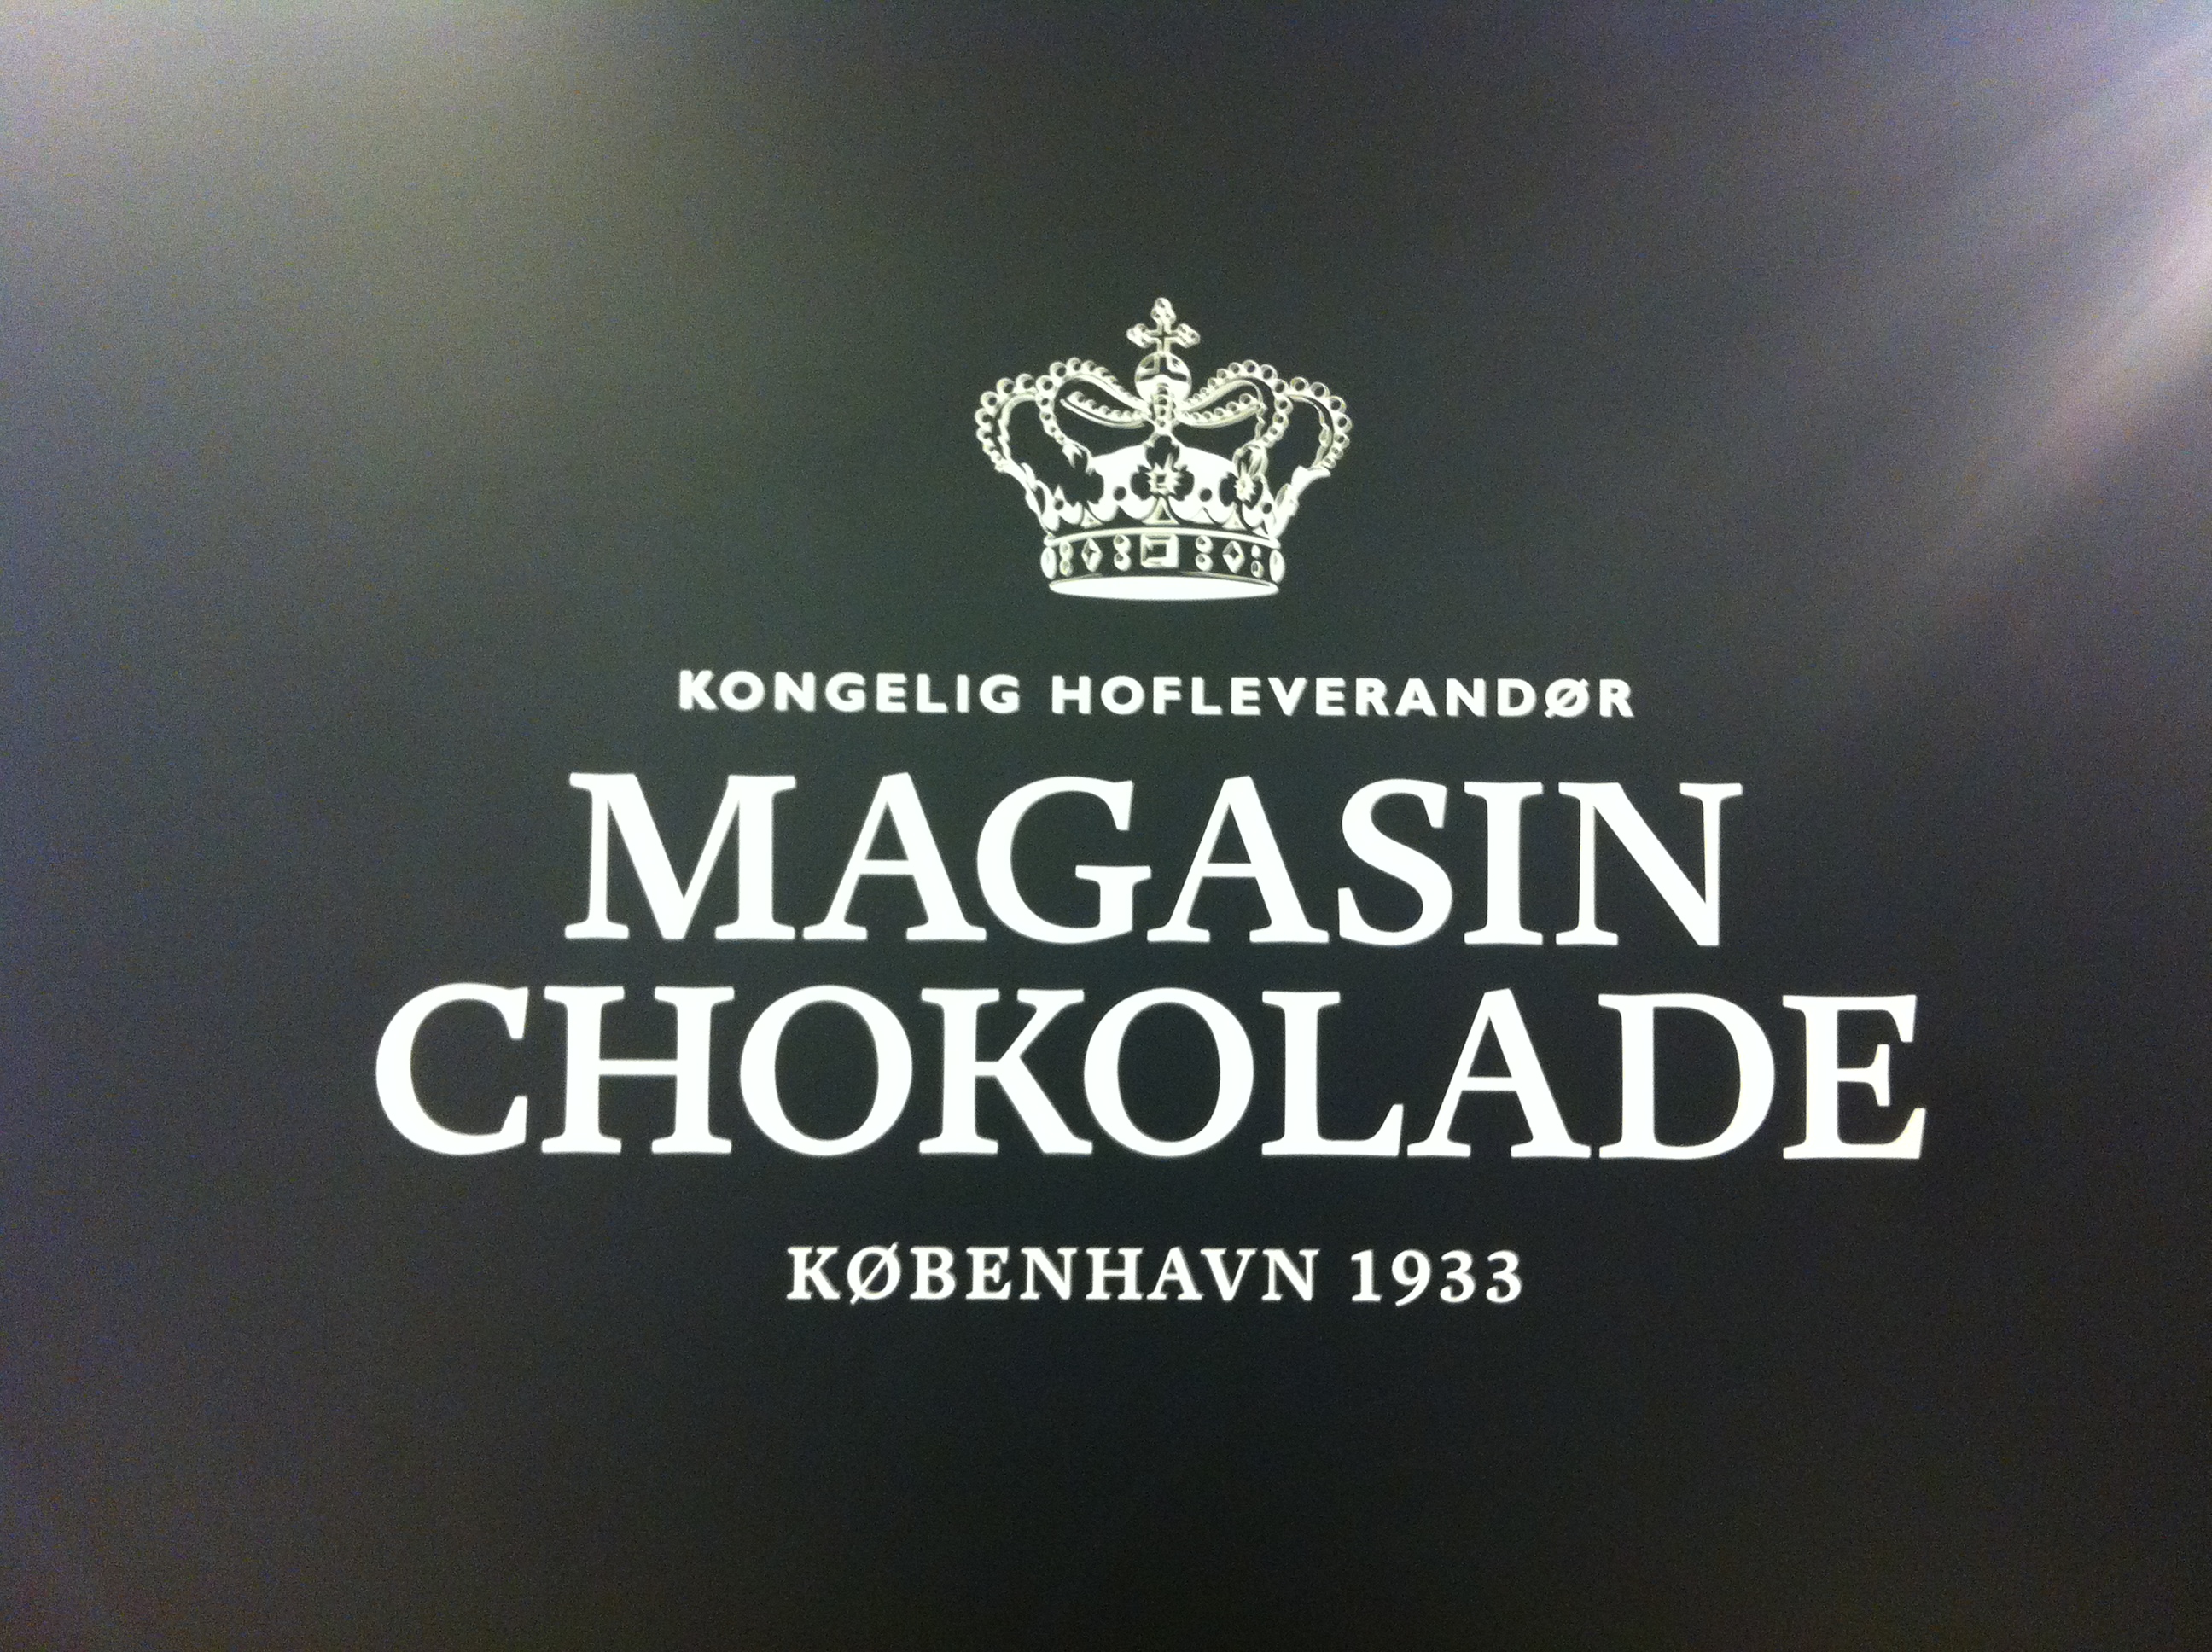 KONGELIG HOFLEVERANDØR
MAGASIN
CHOKOLADE
KØBENHAVN 1933